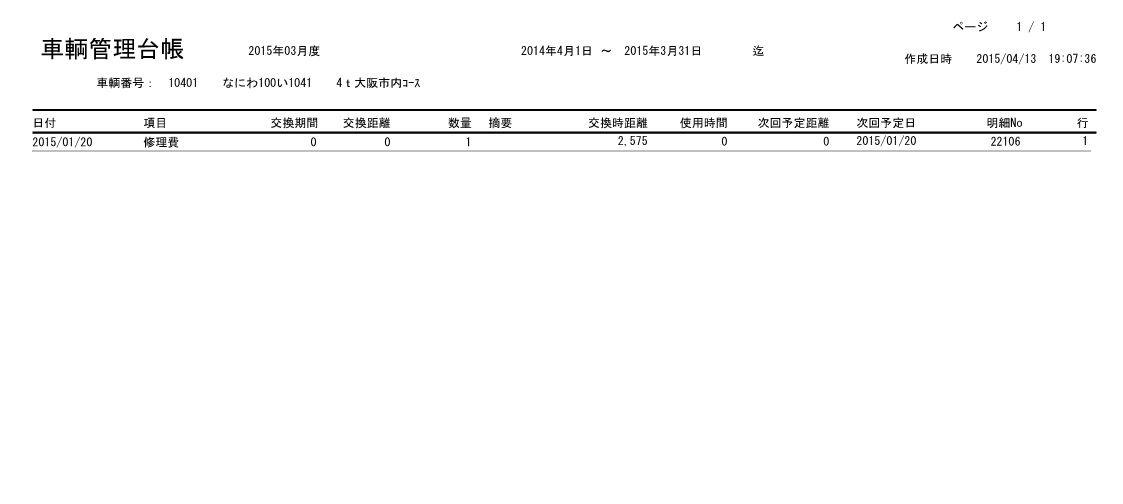 ページ 1 / 1
車輌管理台帳 2015年03月度 2014年4月1日 ～ 2015年3月31日 迄
作成日時 2015/04/13 19:07:36
車輌番号： 10401 なにわ100い1041 4ｔ大阪市内ｺｰｽ
日付 項目 交換期間 交換距離 数量 摘要 交換時距離 使用時間 次回予定距離 次回予定日 明細No 行
2015/01/20 修理費 0 0 1 2,575 0 0 2015/01/20 22106 1